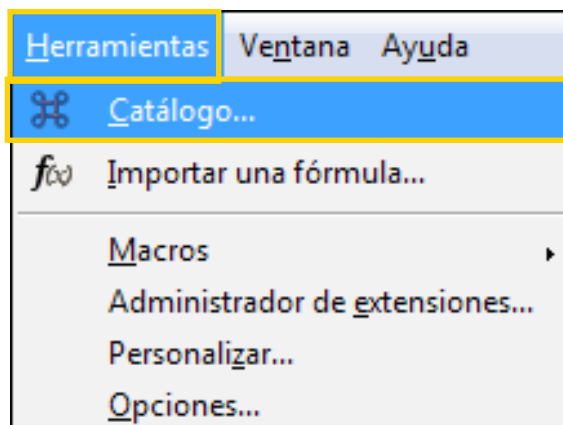 Herramientas Ventana Ayuda
Catálogo...
f(x) Importar una fórmula...
Macros
Administrador de extensiones...
Personalizar...
Opciones...